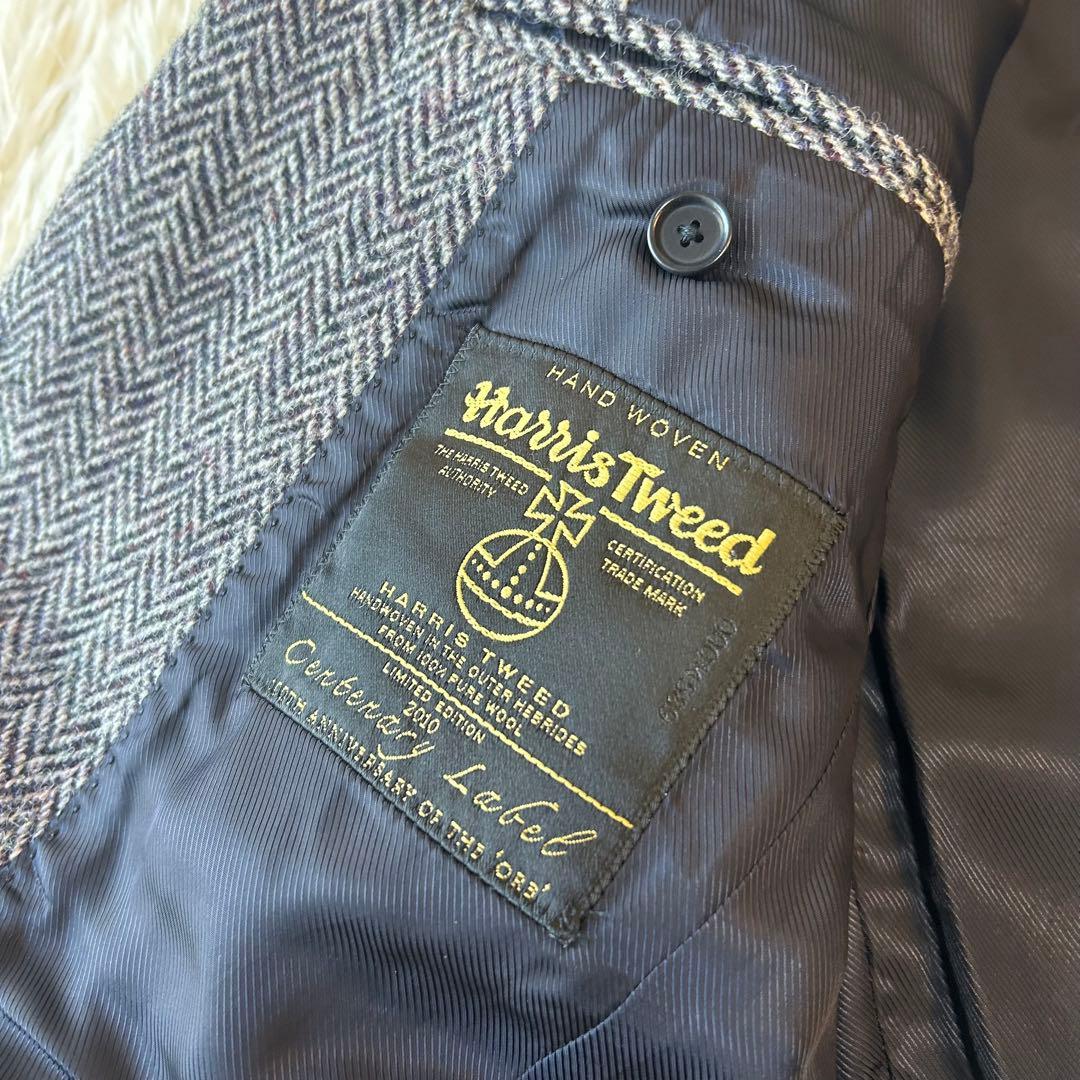 HAND WOVEN
Harris Tweed
THE HARRIS TWEED
AUTHORITY
CERTIFICATION
TRADE MARK
HARRIS TWEED
HANDWOVEN IN THE OUTER HEBRIDES
FROM 100% PURE WOOL
LIMITED EDITION
2010
Centenary Label
100TH ANNIVERSARY OF THE 'ORB'